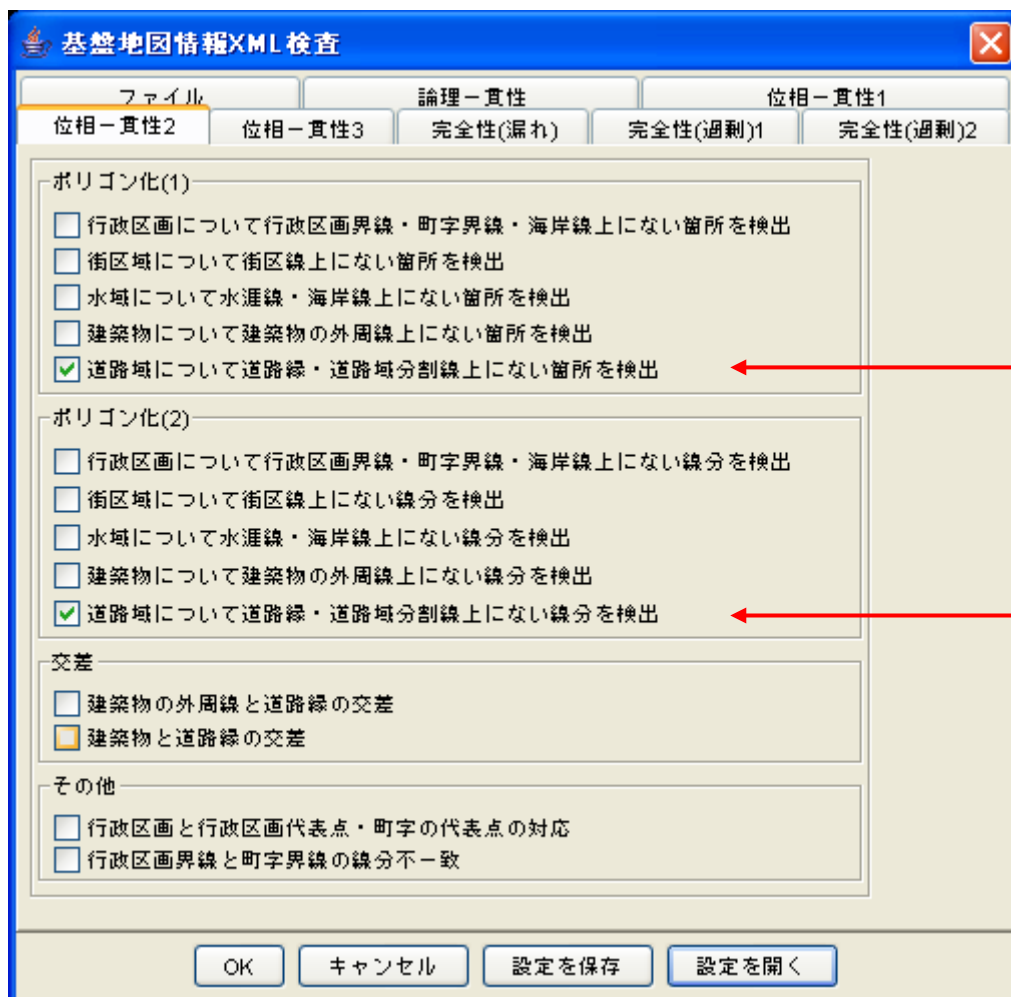 基盤地図情報XML検査
ファイル
論理一貫性
位相一貫性1
位相一貫性2
位相一貫性3
完全性(漏れ)
完全性(過剰)1
完全性(過剰)2
ポリゴン化(1)
行政区画について行政区画界線・町字界線・海岸線上にない箇所を検出
街区域について街区線上にない箇所を検出
水域について水涯線・海岸線上にない箇所を検出
建築物について建築物の外周線上にない箇所を検出
道路域について道路縁・道路域分割線上にない箇所を検出
ポリゴン化(2)
行政区画について行政区画界線・町字界線・海岸線上にない線分を検出
街区域について街区線上にない線分を検出
水域について水涯線・海岸線上にない線分を検出
建築物について建築物の外周線上にない線分を検出
道路域について道路縁・道路域分割線上にない線分を検出
交差
建築物の外周線と道路縁の交差
建築物と道路縁の交差
その他
行政区画と行政区画代表点・町字の代表点の対応
行政区画界線と町字界線の線分不一致
OK
キャンセル
設定を保存
設定を開く